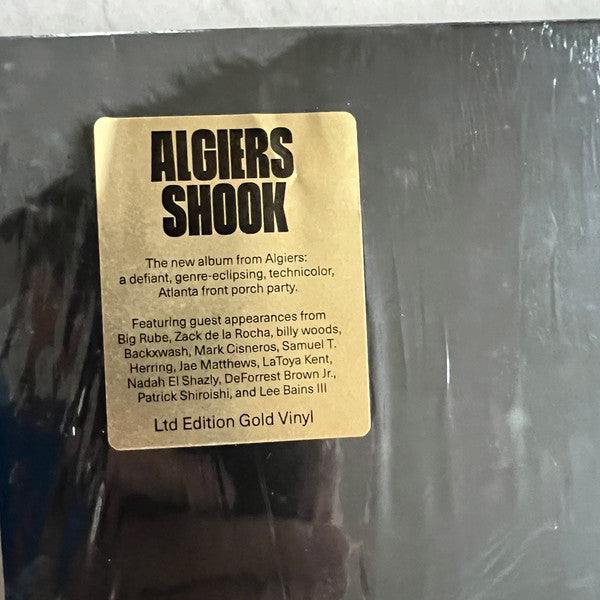 ALGIERS
SHOOK
The new album from Algiers:
a defiant, genre-eclipsing, technicolor,
Atlanta front porch party.
Featuring guest appearances from
Big Rube, Zack de la Rocha, billy woods,
Backxwash, Mark Cisneros, Samuel T.
Herring, Jae Matthews, LaToya Kent,
Nadah El Shazly, DeForrest Brown Jr.,
Patrick Shiroishi, and Lee Bains III
Ltd Edition Gold Vinyl